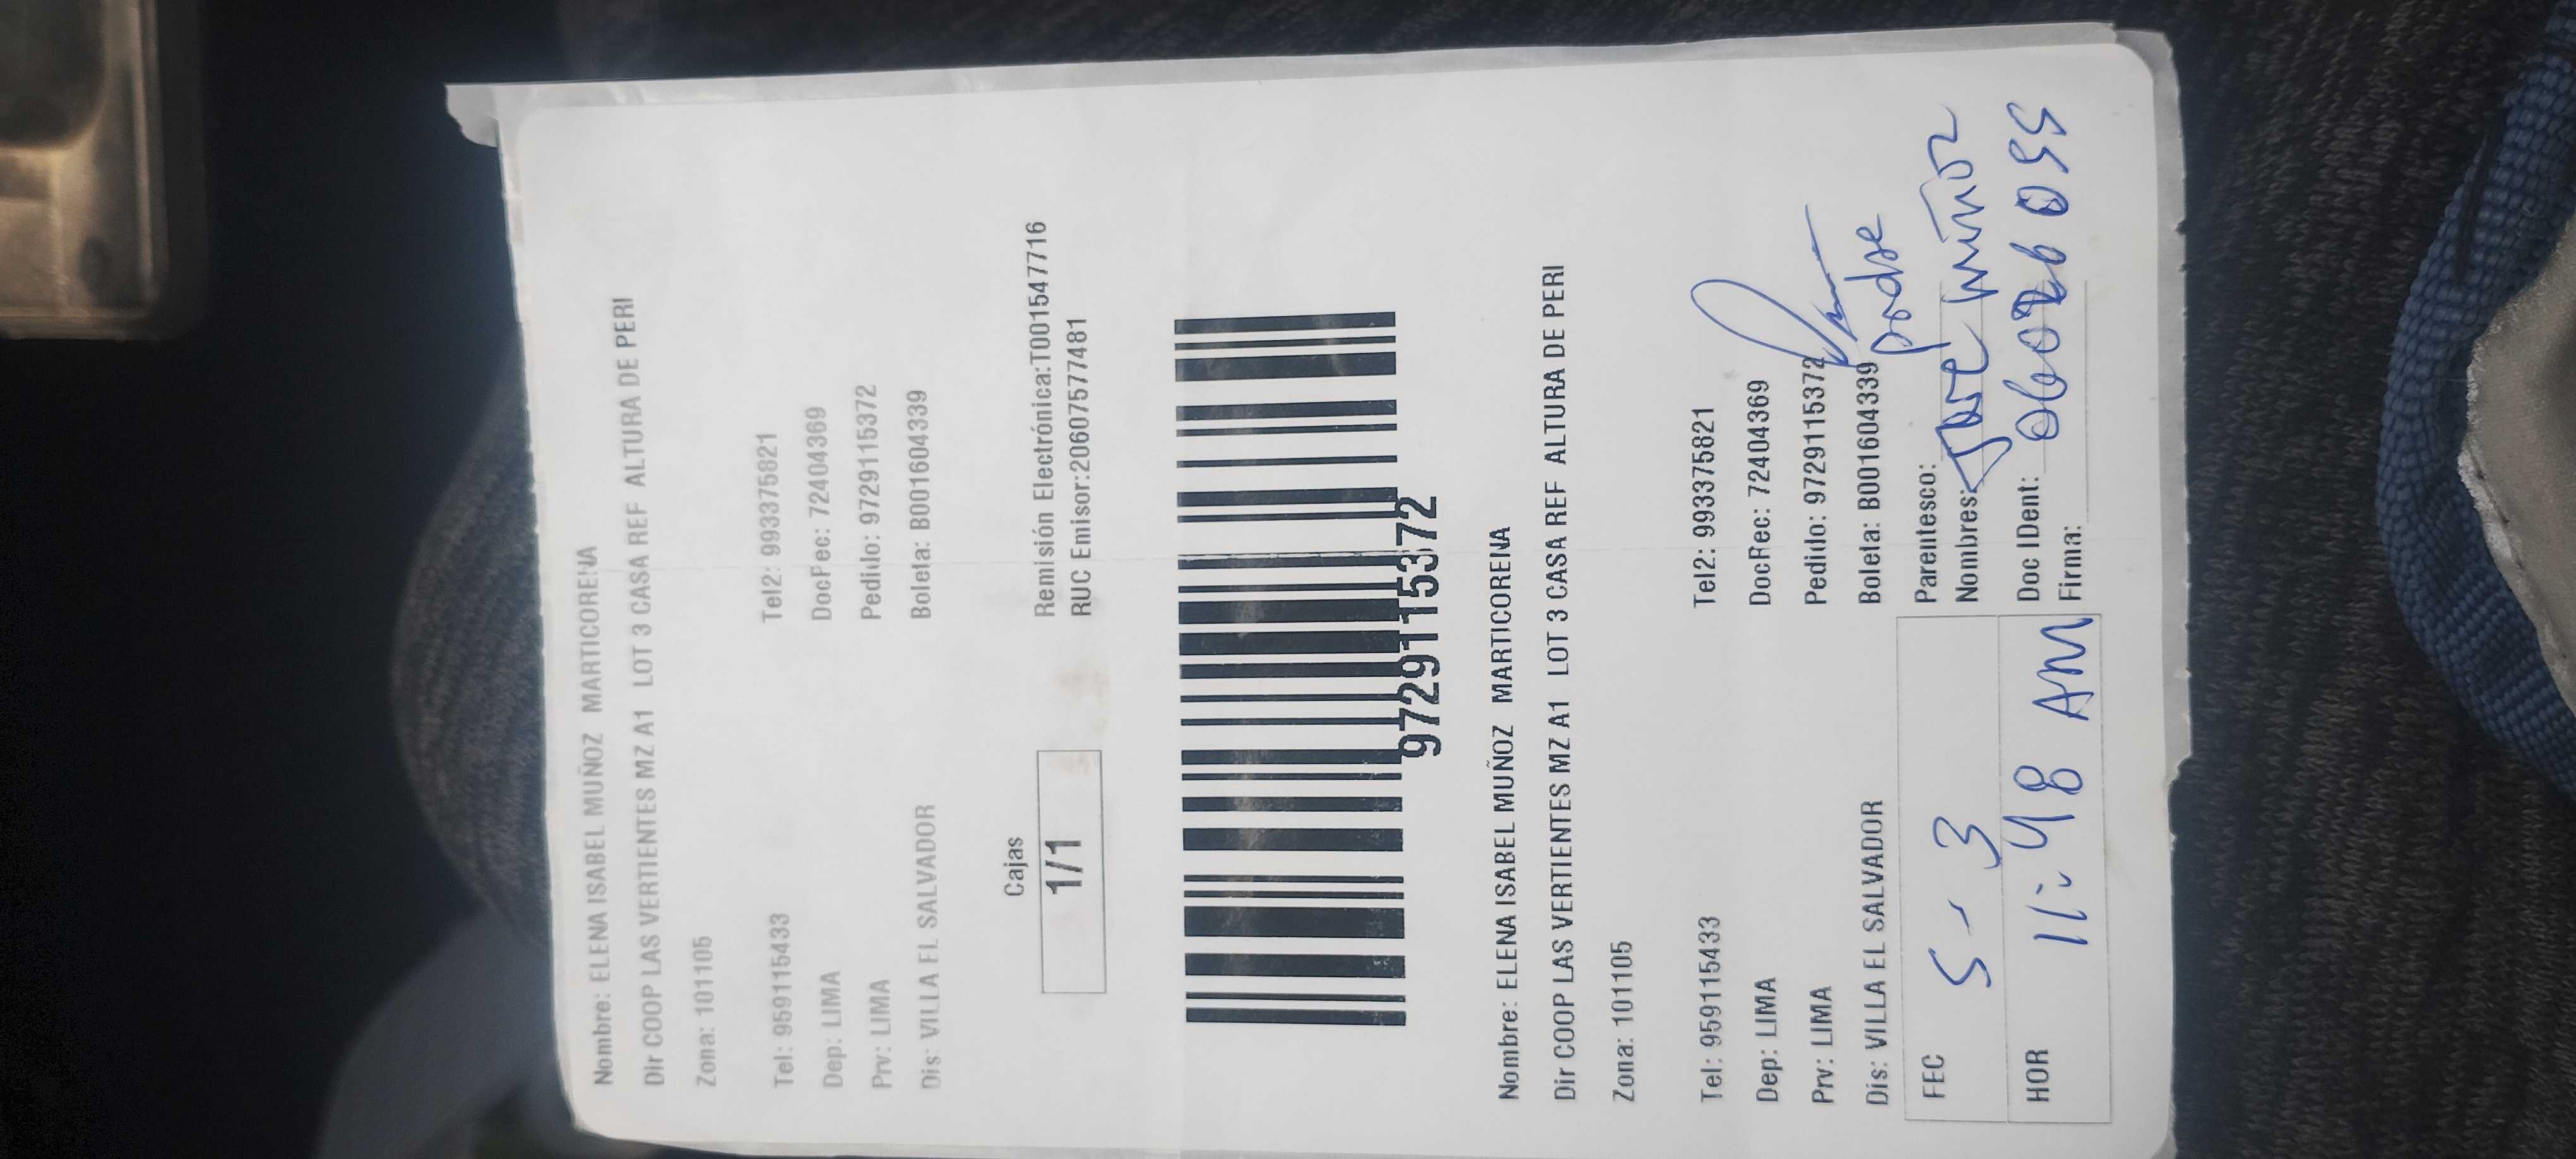 Nombre: ELENA ISABEL MUÑOZ MARTICORENA
Dir COOP LAS VERTIENTES MZ A1 LOT 3 CASA REF ALTURA DE PERI
Zona: 101105
Tel: 959115433 Tel2: 993375821
Dep: LIMA DocFec: 72404369
Prv: LIMA Pedido: 9729115372
Dis: VILLA EL SALVADOR Boleta: B001604339
Cajas
1/1
Remisión Electrónica:T001547716
RUC Emisor:20607577481
9729115372
Nombre: ELENA ISABEL MUÑOZ MARTICORENA
Dir COOP LAS VERTIENTES MZ A1 LOT 3 CASA REF ALTURA DE PERI
Zona: 101105
Tel: 959115433 Tel2: 993375821
Dep: LIMA DocFec: 72404369
Prv: LIMA Pedido: 9729115372
Dis: VILLA EL SALVADOR Boleta: B001604339
FEC 5 - 3
HOR 11:48 AM
Parentesco: padre
Nombres: Jose muñoz
Doc IDent:
Firma: